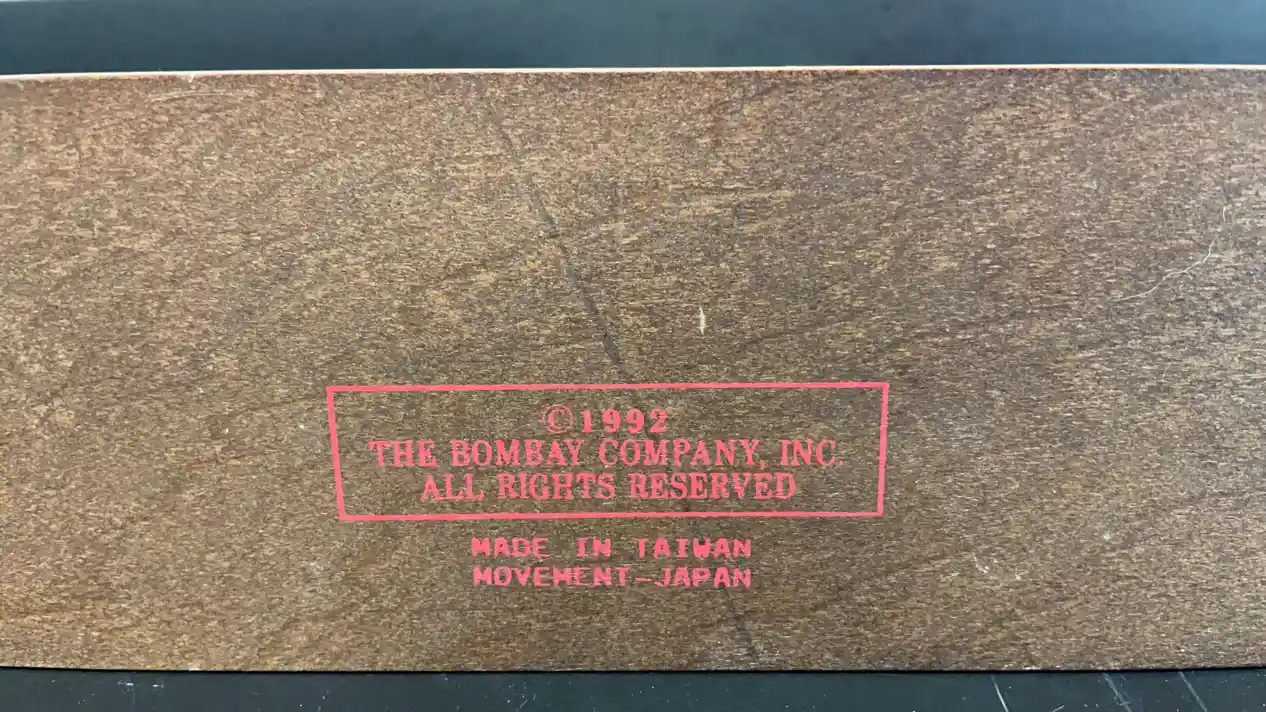 ©1992
THE BOMBAY COMPANY, INC.
ALL RIGHTS RESERVED
MADE IN TAIWAN
MOVEMENT-JAPAN